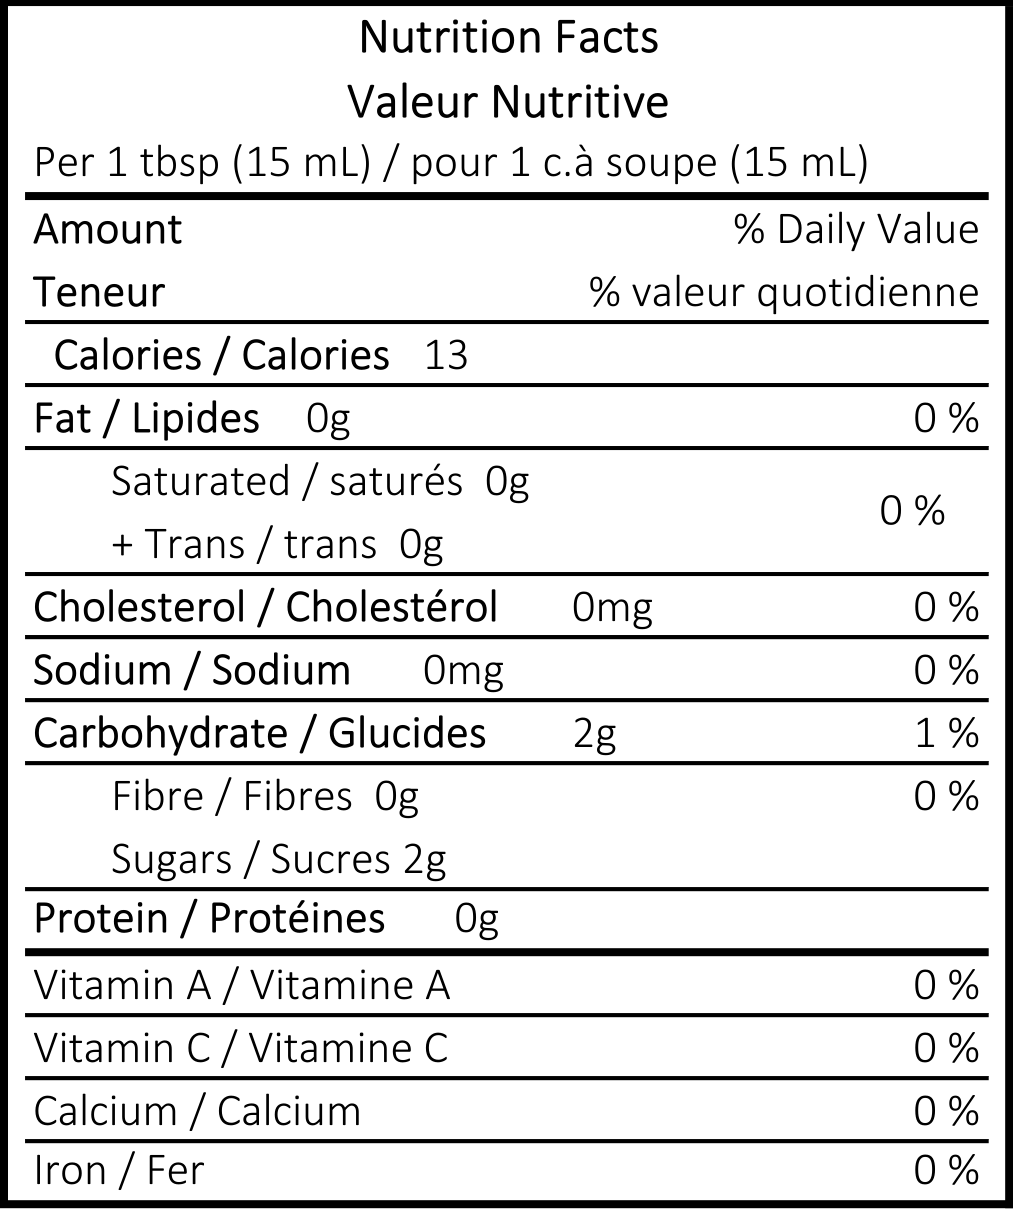 Nutrition Facts
Valeur Nutritive
Per 1 tbsp (15 mL) / pour 1 c.à soupe (15 mL)
Amount % Daily Value
Teneur % valeur quotidienne
Calories / Calories 13
Fat / Lipides 0g 0 %
Saturated / saturés 0g
0 %
+ Trans / trans 0g
Cholesterol / Cholestérol 0mg 0 %
Sodium / Sodium 0mg 0 %
Carbohydrate / Glucides 2g 1 %
Fibre / Fibres 0g 0 %
Sugars / Sucres 2g
Protein / Protéines 0g
Vitamin A / Vitamine A 0 %
Vitamin C / Vitamine C 0 %
Calcium / Calcium 0 %
Iron / Fer 0 %